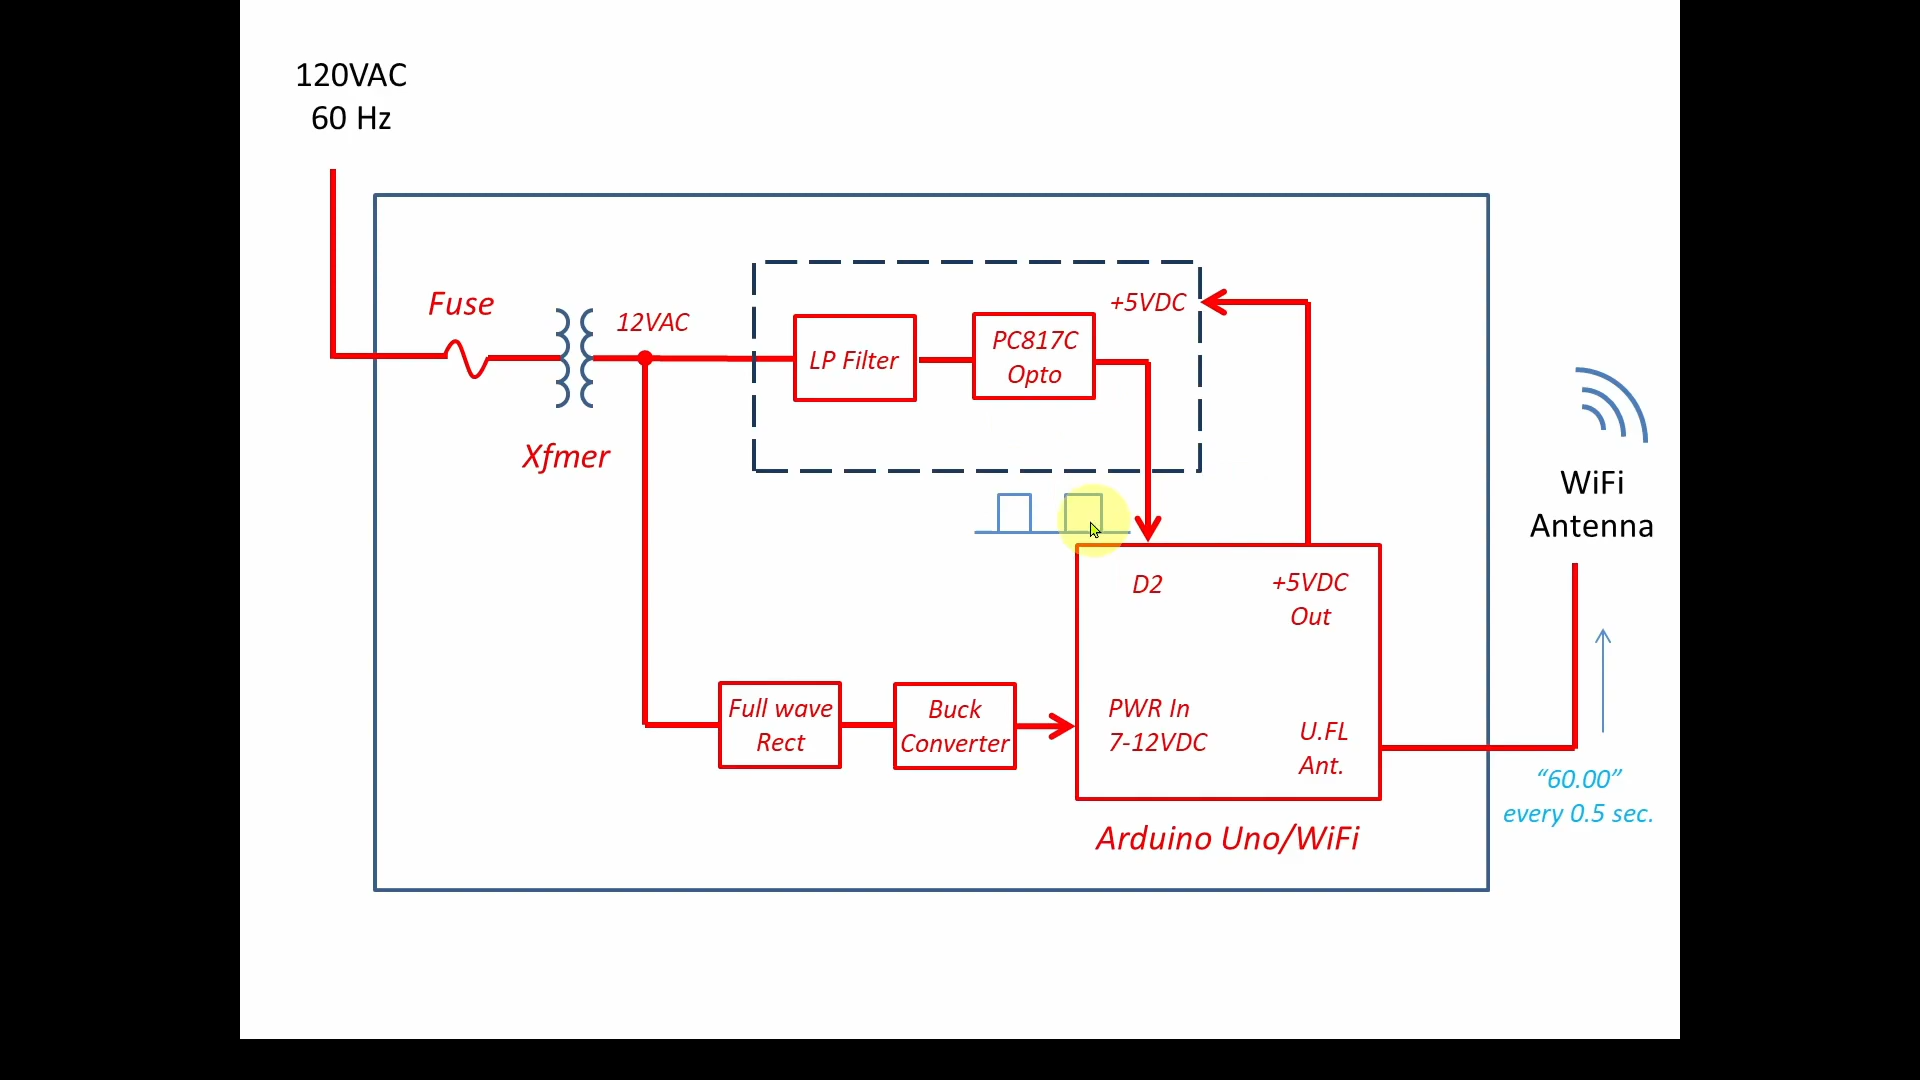 120VAC
60 Hz
Fuse
12VAC
Xfmer
LP Filter
PC817C
Opto
+5VDC
WiFi
Antenna
D2
+5VDC
Out
Full wave
Rect
Buck
Converter
PWR In
7-12VDC
U.FL
Ant.
“60.00”
every 0.5 sec.
Arduino Uno/WiFi